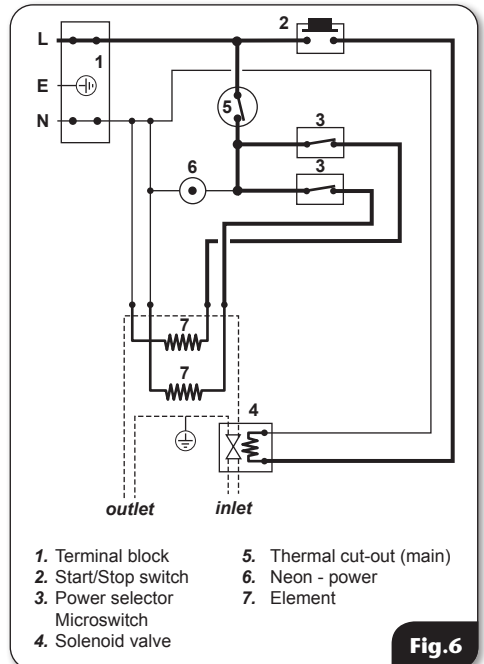 2
L
1
E
5
N
3
6
3
7
7
4
outlet
inlet
1. Terminal block
2. Start/Stop switch
3. Power selector
Microswitch
4. Solenoid valve
5. Thermal cut-out (main)
6. Neon - power
7. Element
Fig.6